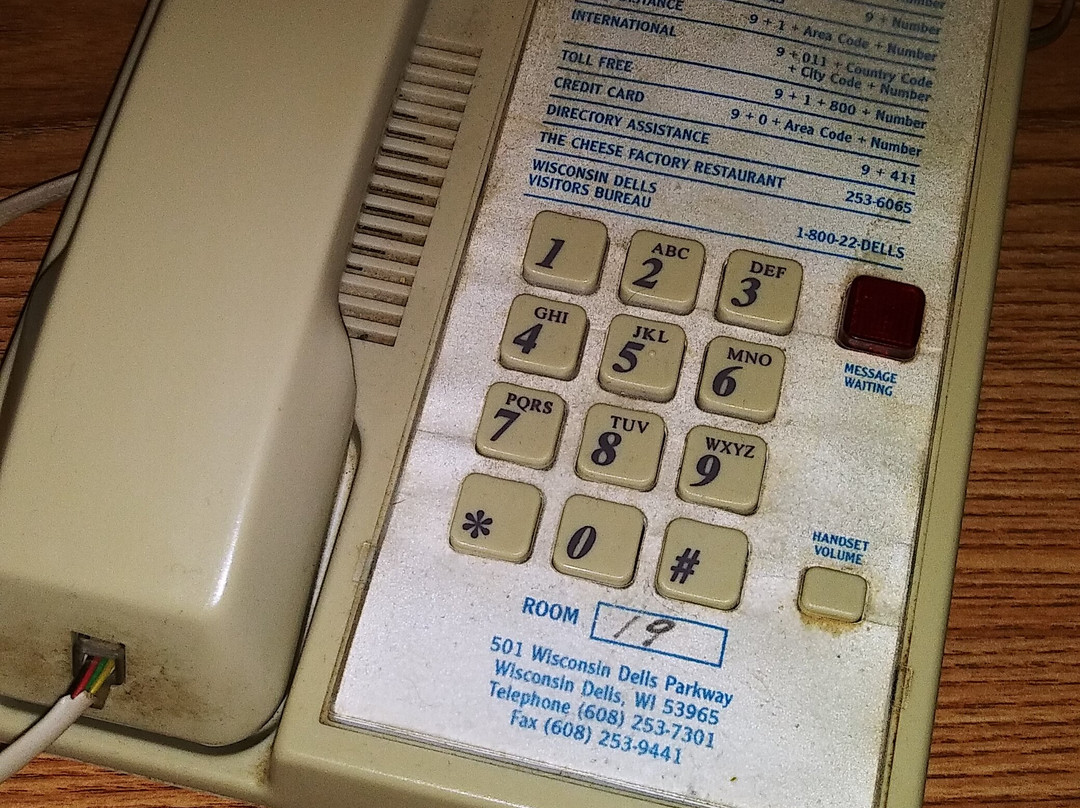 Number
9 + Number
9 + 1 + Area Code + Number
INTERNATIONAL 9 + 011 + Country Code
+ City Code + Number
TOLL FREE 9 + 1 + 800 + Number
CREDIT CARD 9 + 0 + Area Code + Number
DIRECTORY ASSISTANCE 9 + 411
THE CHEESE FACTORY RESTAURANT 253-6065
WISCONSIN DELLS
VISITORS BUREAU 1-800-22-DELLS
1 ABC 2 DEF 3
GHI 4 JKL 5 MNO 6
MESSAGE
WAITING
PQRS 7 TUV 8 WXYZ 9
* 0 #
HANDSET
VOLUME
ROOM 19
501 Wisconsin Dells Parkway
Wisconsin Dells, WI 53965
Telephone (608) 253-7301
Fax (608) 253-9441